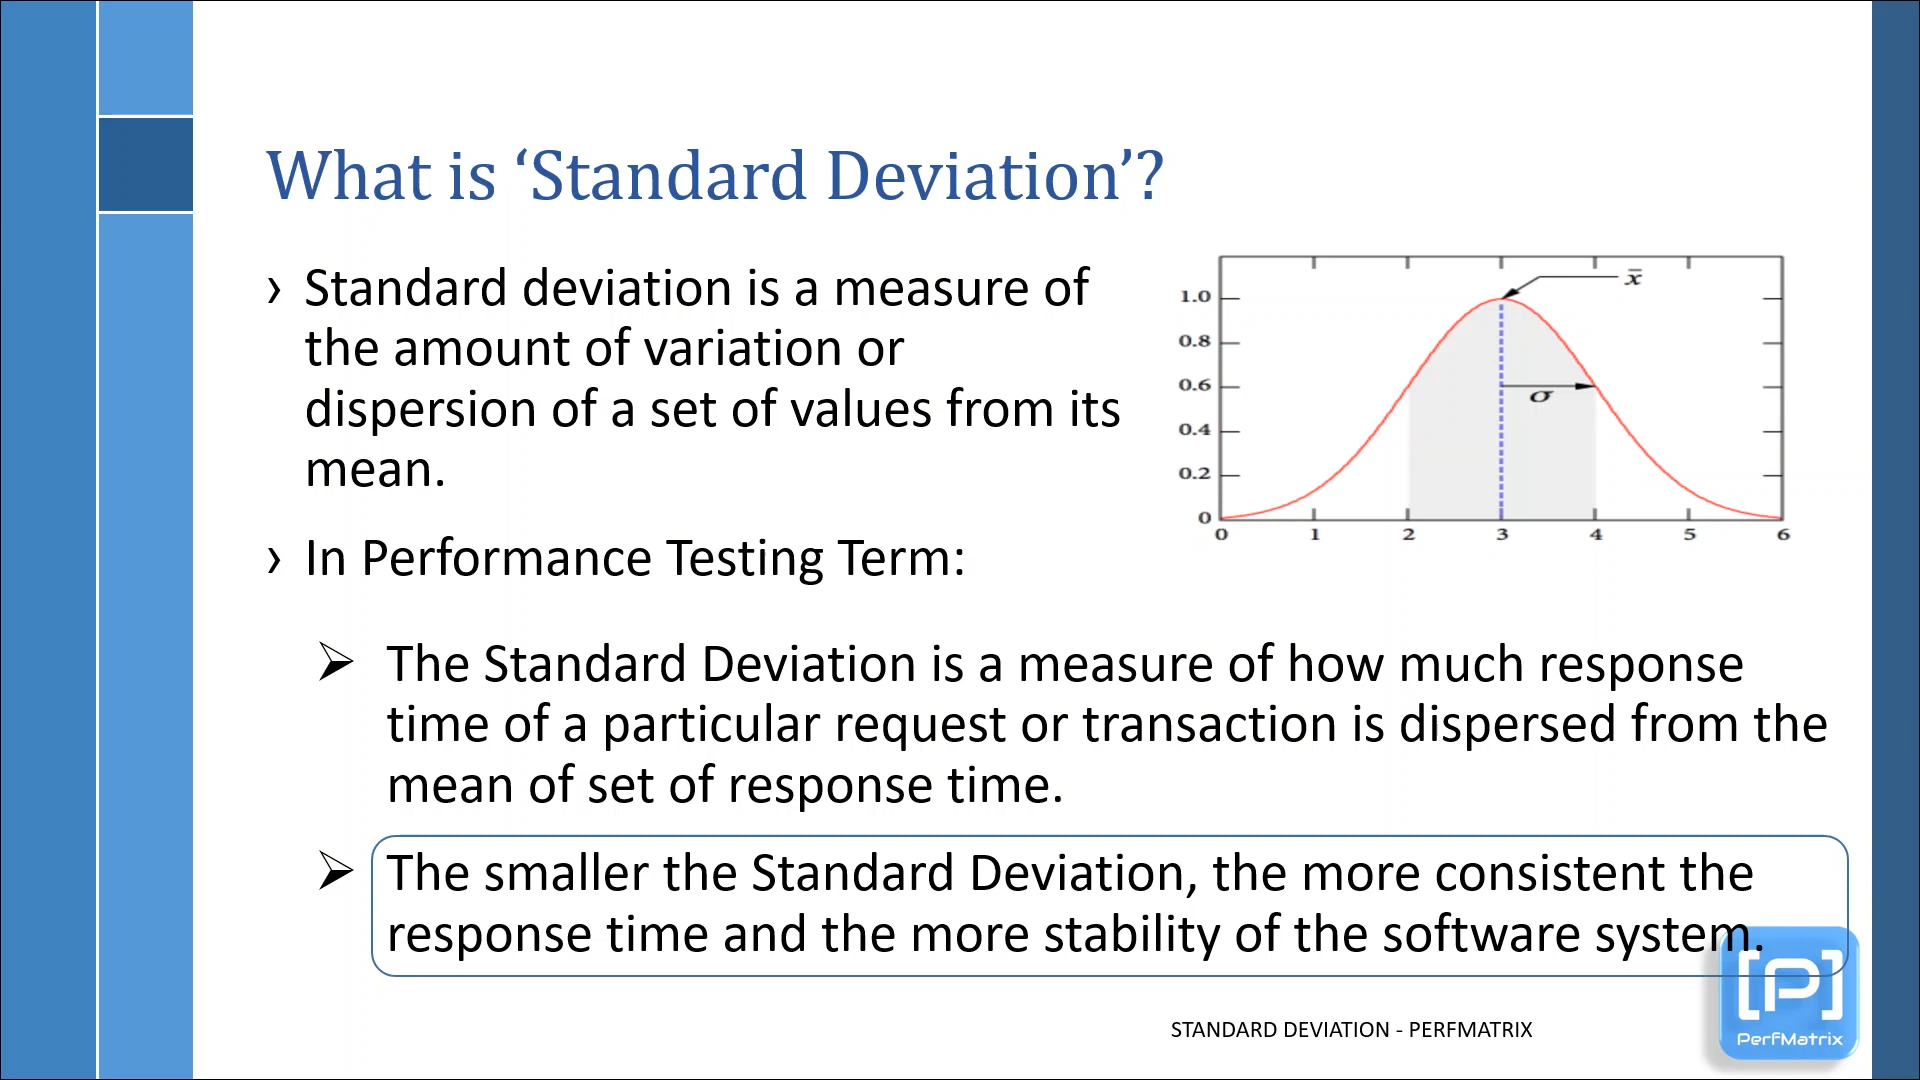 What is ‘Standard Deviation’?
› Standard deviation is a measure of
the amount of variation or
dispersion of a set of values from its
mean.
x̄
1.0
0.8
0.6
σ
0.4
0.2
0
0 1 2 3 4 5 6
› In Performance Testing Term:
➢ The Standard Deviation is a measure of how much response
time of a particular request or transaction is dispersed from the
mean of set of response time.
➢ The smaller the Standard Deviation, the more consistent the
response time and the more stability of the software system.
[P]
PerfMatrix
STANDARD DEVIATION - PERFMATRIX